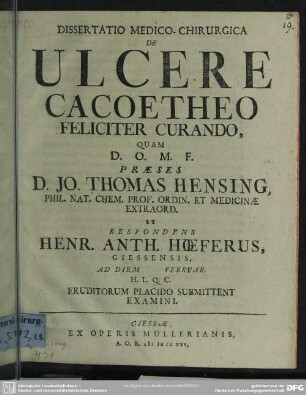 19.
DISSERTATIO MEDICO-CHIRURGICA
DE
ULCERE
CACOETHEO
FELICITER CURANDO,
QUAM
D. O. M. F.
PRÆSES
D. JO. THOMAS HENSING,
PHIL. NAT. CHEM. PROF. ORDIN. ET MEDICINÆ
EXTRAORD.
ET
RESPONDENS
HENR. ANTH. HŒFERUS,
GIESSENSIS,
AD DIEM FEBRUAR.
H. L. Q. C.
ERUDITORUM PLACIDO SUBMITTENT
EXAMINI.
GIESSÆ,
EX OPERIS MULLERIANIS,